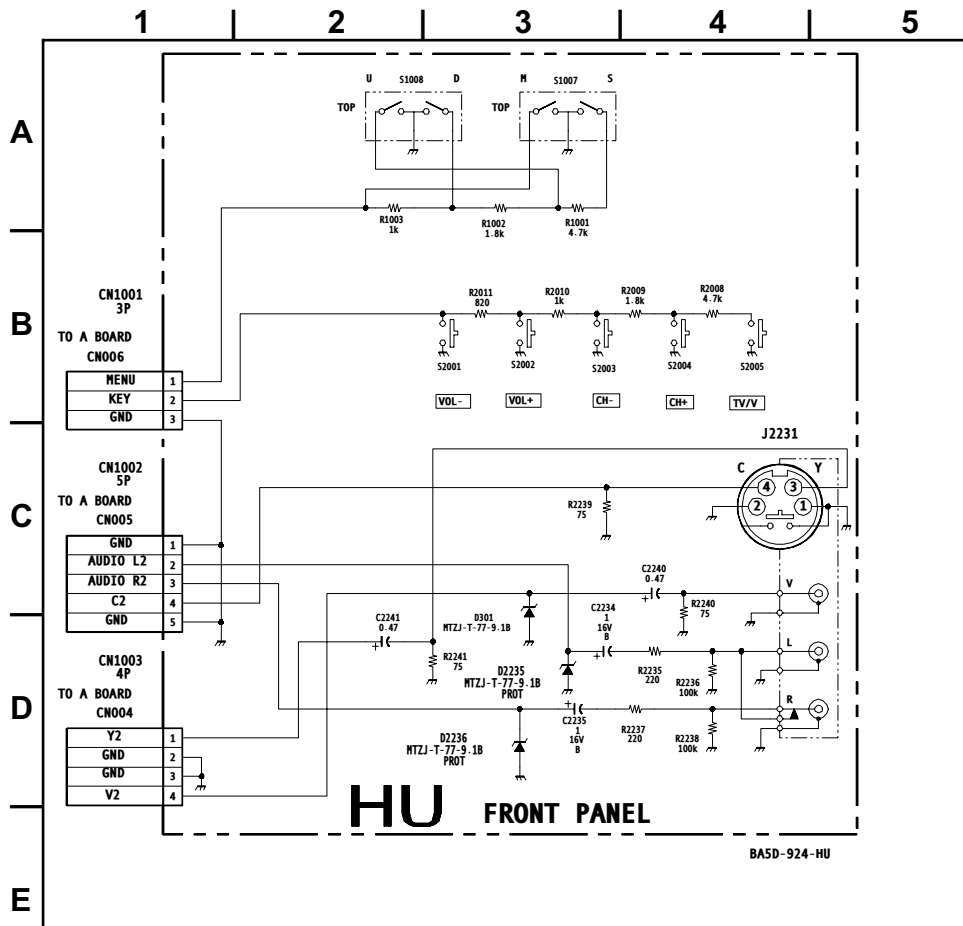 1 2 3 4 5
A
B
C
D
E
U S1008 D
TOP
M S1007 S
TOP
R1003
1k
R1002
1.8k
R1001
4.7k
CN1001
3P
TO A BOARD
CN006
MENU 1
KEY 2
GND 3
R2011
820
R2010
1k
R2009
1.8k
R2008
4.7k
S2001
S2002
S2003
S2004
S2005
VOL-
VOL+
CH-
CH+
TV/V
CN1002
5P
TO A BOARD
CN005
GND 1
AUDIO L2 2
AUDIO R2 3
C2 4
GND 5
J2231
C Y
4 3
2 1
R2239
75
C2240
0.47
+
R2240
75
V
D301
MTZJ-T-77-9.1B
C2241
0.47
+
R2241
75
C2234
1
16V
B
+
R2235
220
R2236
100k
L
D2235
MTZJ-T-77-9.1B
PROT
C2235
1
16V
B
+
R2237
220
R2238
100k
R
D2236
MTZJ-T-77-9.1B
PROT
CN1003
4P
TO A BOARD
CN004
Y2 1
GND 2
GND 3
V2 4
HU FRONT PANEL
BA5D-924-HU